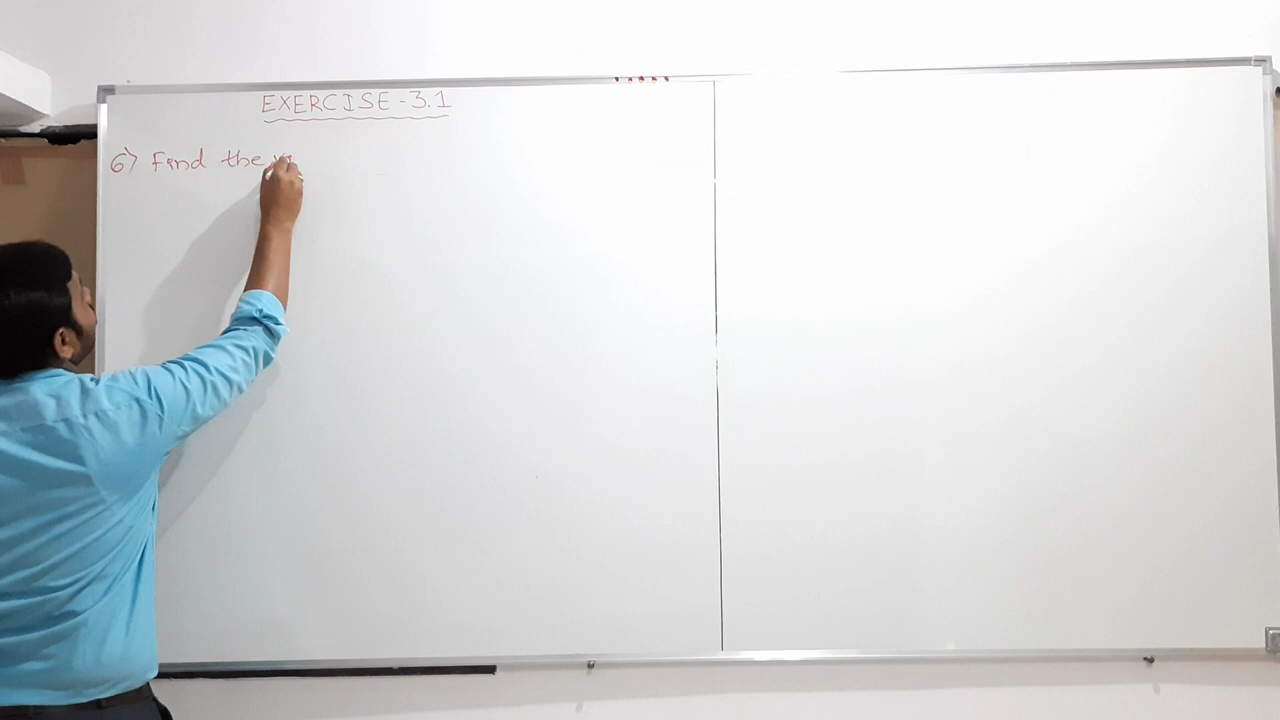 EXERCISE - 3.1
6) Find the